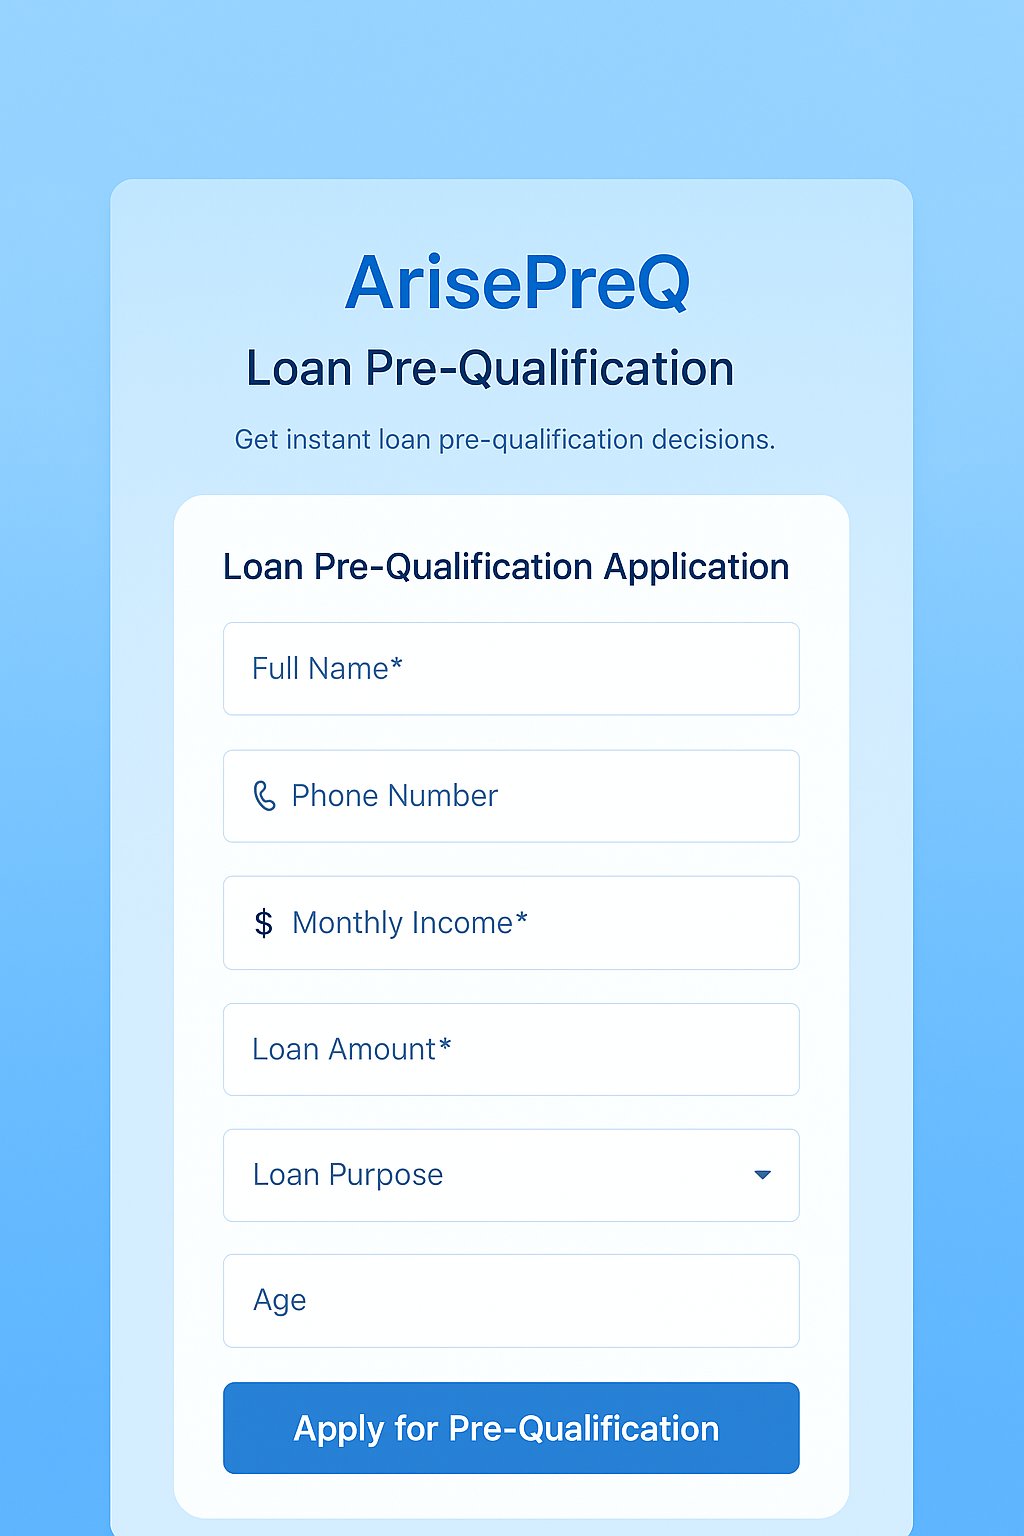 ArisePreQ
Loan Pre-Qualification
Get instant loan pre-qualification decisions.
Loan Pre-Qualification Application
Full Name*
Phone Number
$ Monthly Income*
Loan Amount*
Loan Purpose
Age
Apply for Pre-Qualification